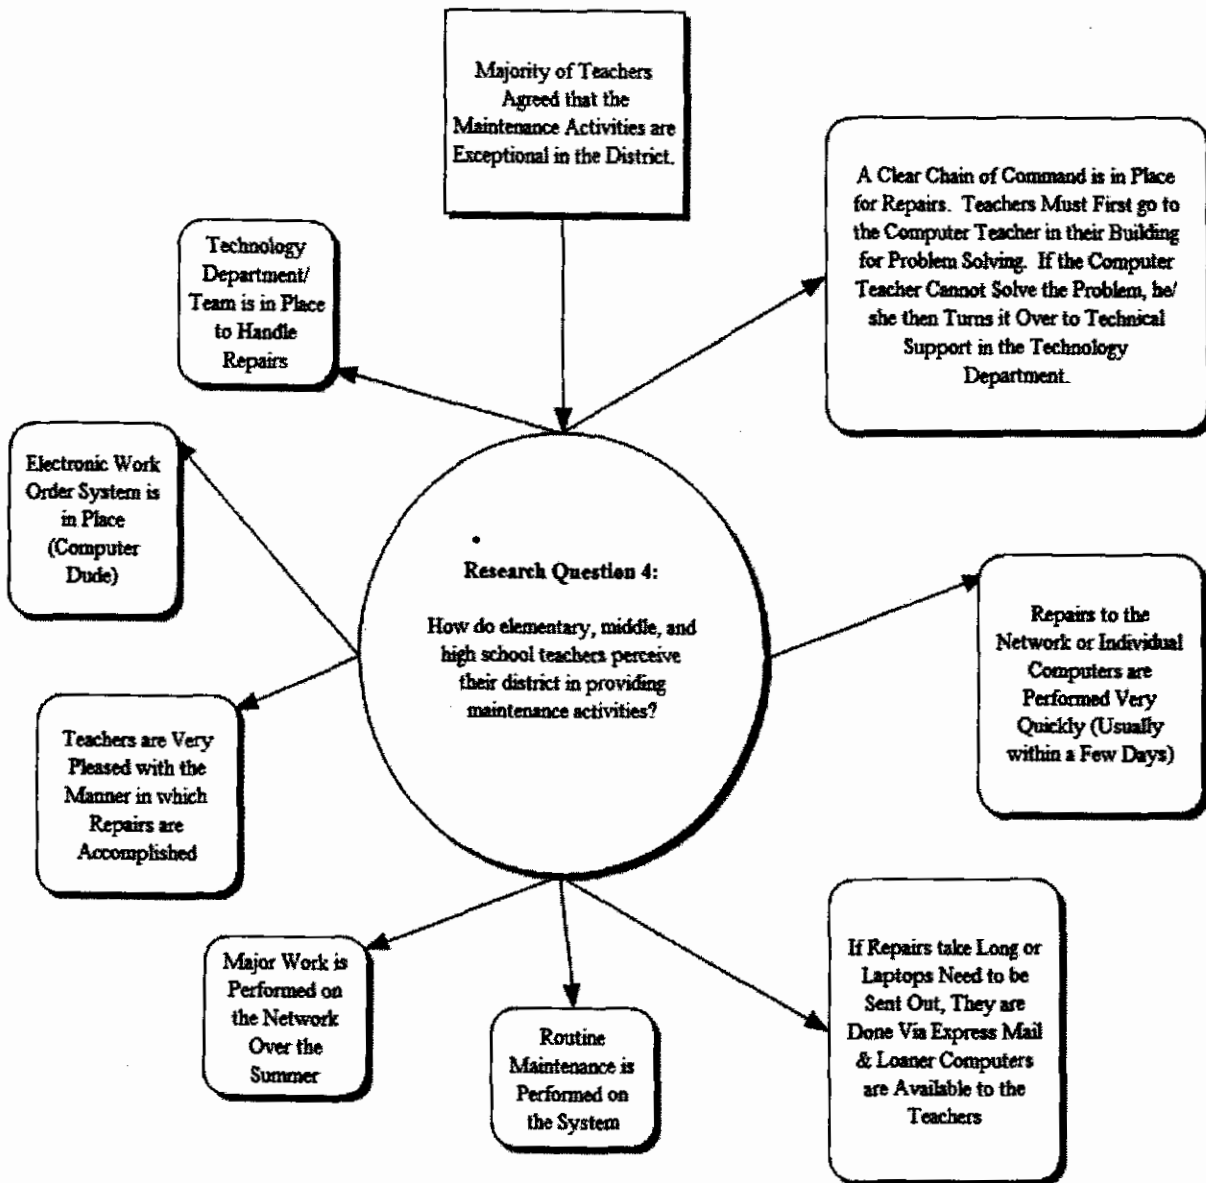 Majority of Teachers
Agreed that the
Maintenance Activities are
Exceptional in the District.
A Clear Chain of Command is in Place
for Repairs. Teachers Must First go to
the Computer Teacher in their Building
for Problem Solving. If the Computer
Teacher Cannot Solve the Problem, he/
she then Turns it Over to Technical
Support in the Technology
Department.
Technology
Department/
Team is in Place
to Handle
Repairs
Electronic Work
Order System is
in Place
(Computer
Dude)
Research Question 4:
How do elementary, middle, and
high school teachers perceive
their district in providing
maintenance activities?
Repairs to the
Network or Individual
Computers are
Performed Very
Quickly (Usually
within a Few Days)
Teachers are Very
Pleased with the
Manner in which
Repairs are
Accomplished
Major Work is
Performed on
the Network
Over the
Summer
Routine
Maintenance is
Performed on
the System
If Repairs take Long or
Laptops Need to be
Sent Out, They are
Done Via Express Mail
& Loaner Computers
are Available to the
Teachers